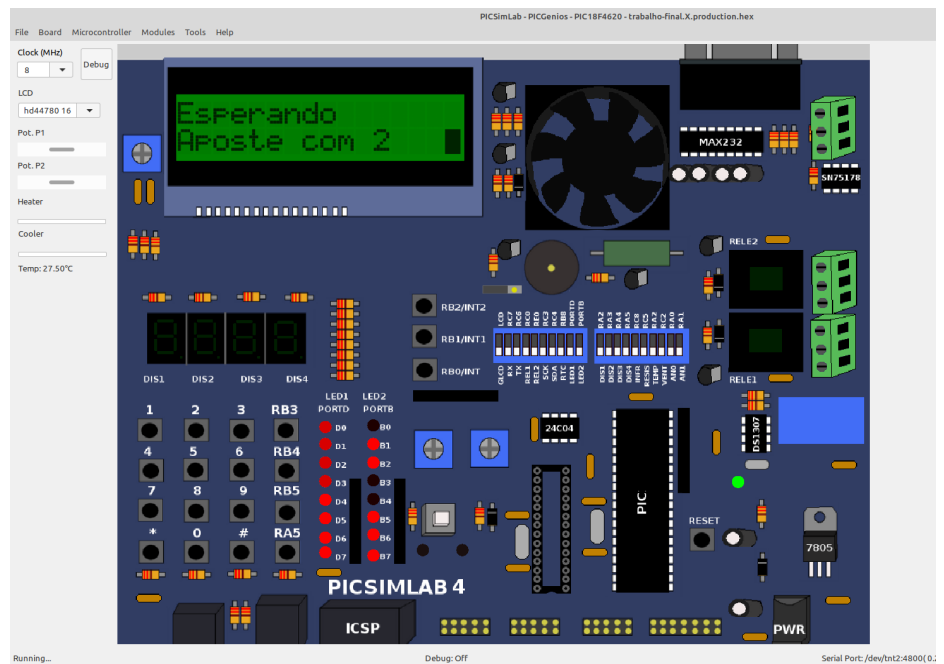 PICSimLab - PICGenios - PIC18F4620 - trabalho-final.X.production.hex
File Board Microcontroller Modules Tools Help
Clock (MHz)
8
Debug
LCD
hd44780 16
Pot. P1
Pot. P2
Heater
Cooler
Temp: 27.50°C
Esperando
Aposte com 2
MAX232
SN75178
RELE2
RB2/INT2
RB1/INT1
RB0/INT
RELE1
DIS1 DIS2 DIS3 DIS4
LED1 LED2
PORTD PORTB
1 2 3 RB3
4 5 6 RB4
7 8 9 RB5
* 0 # RA5
D0 B0
D1 B1
D2 B2
D3 B3
D4 B4
D5 B5
D6 B6
D7 B7
24C04
DS1307
PIC
RESET
7805
PICSIMLAB 4
ICSP
PWR
Running...
Debug: Off
Serial Port: /dev/tnt2:4800( 0.